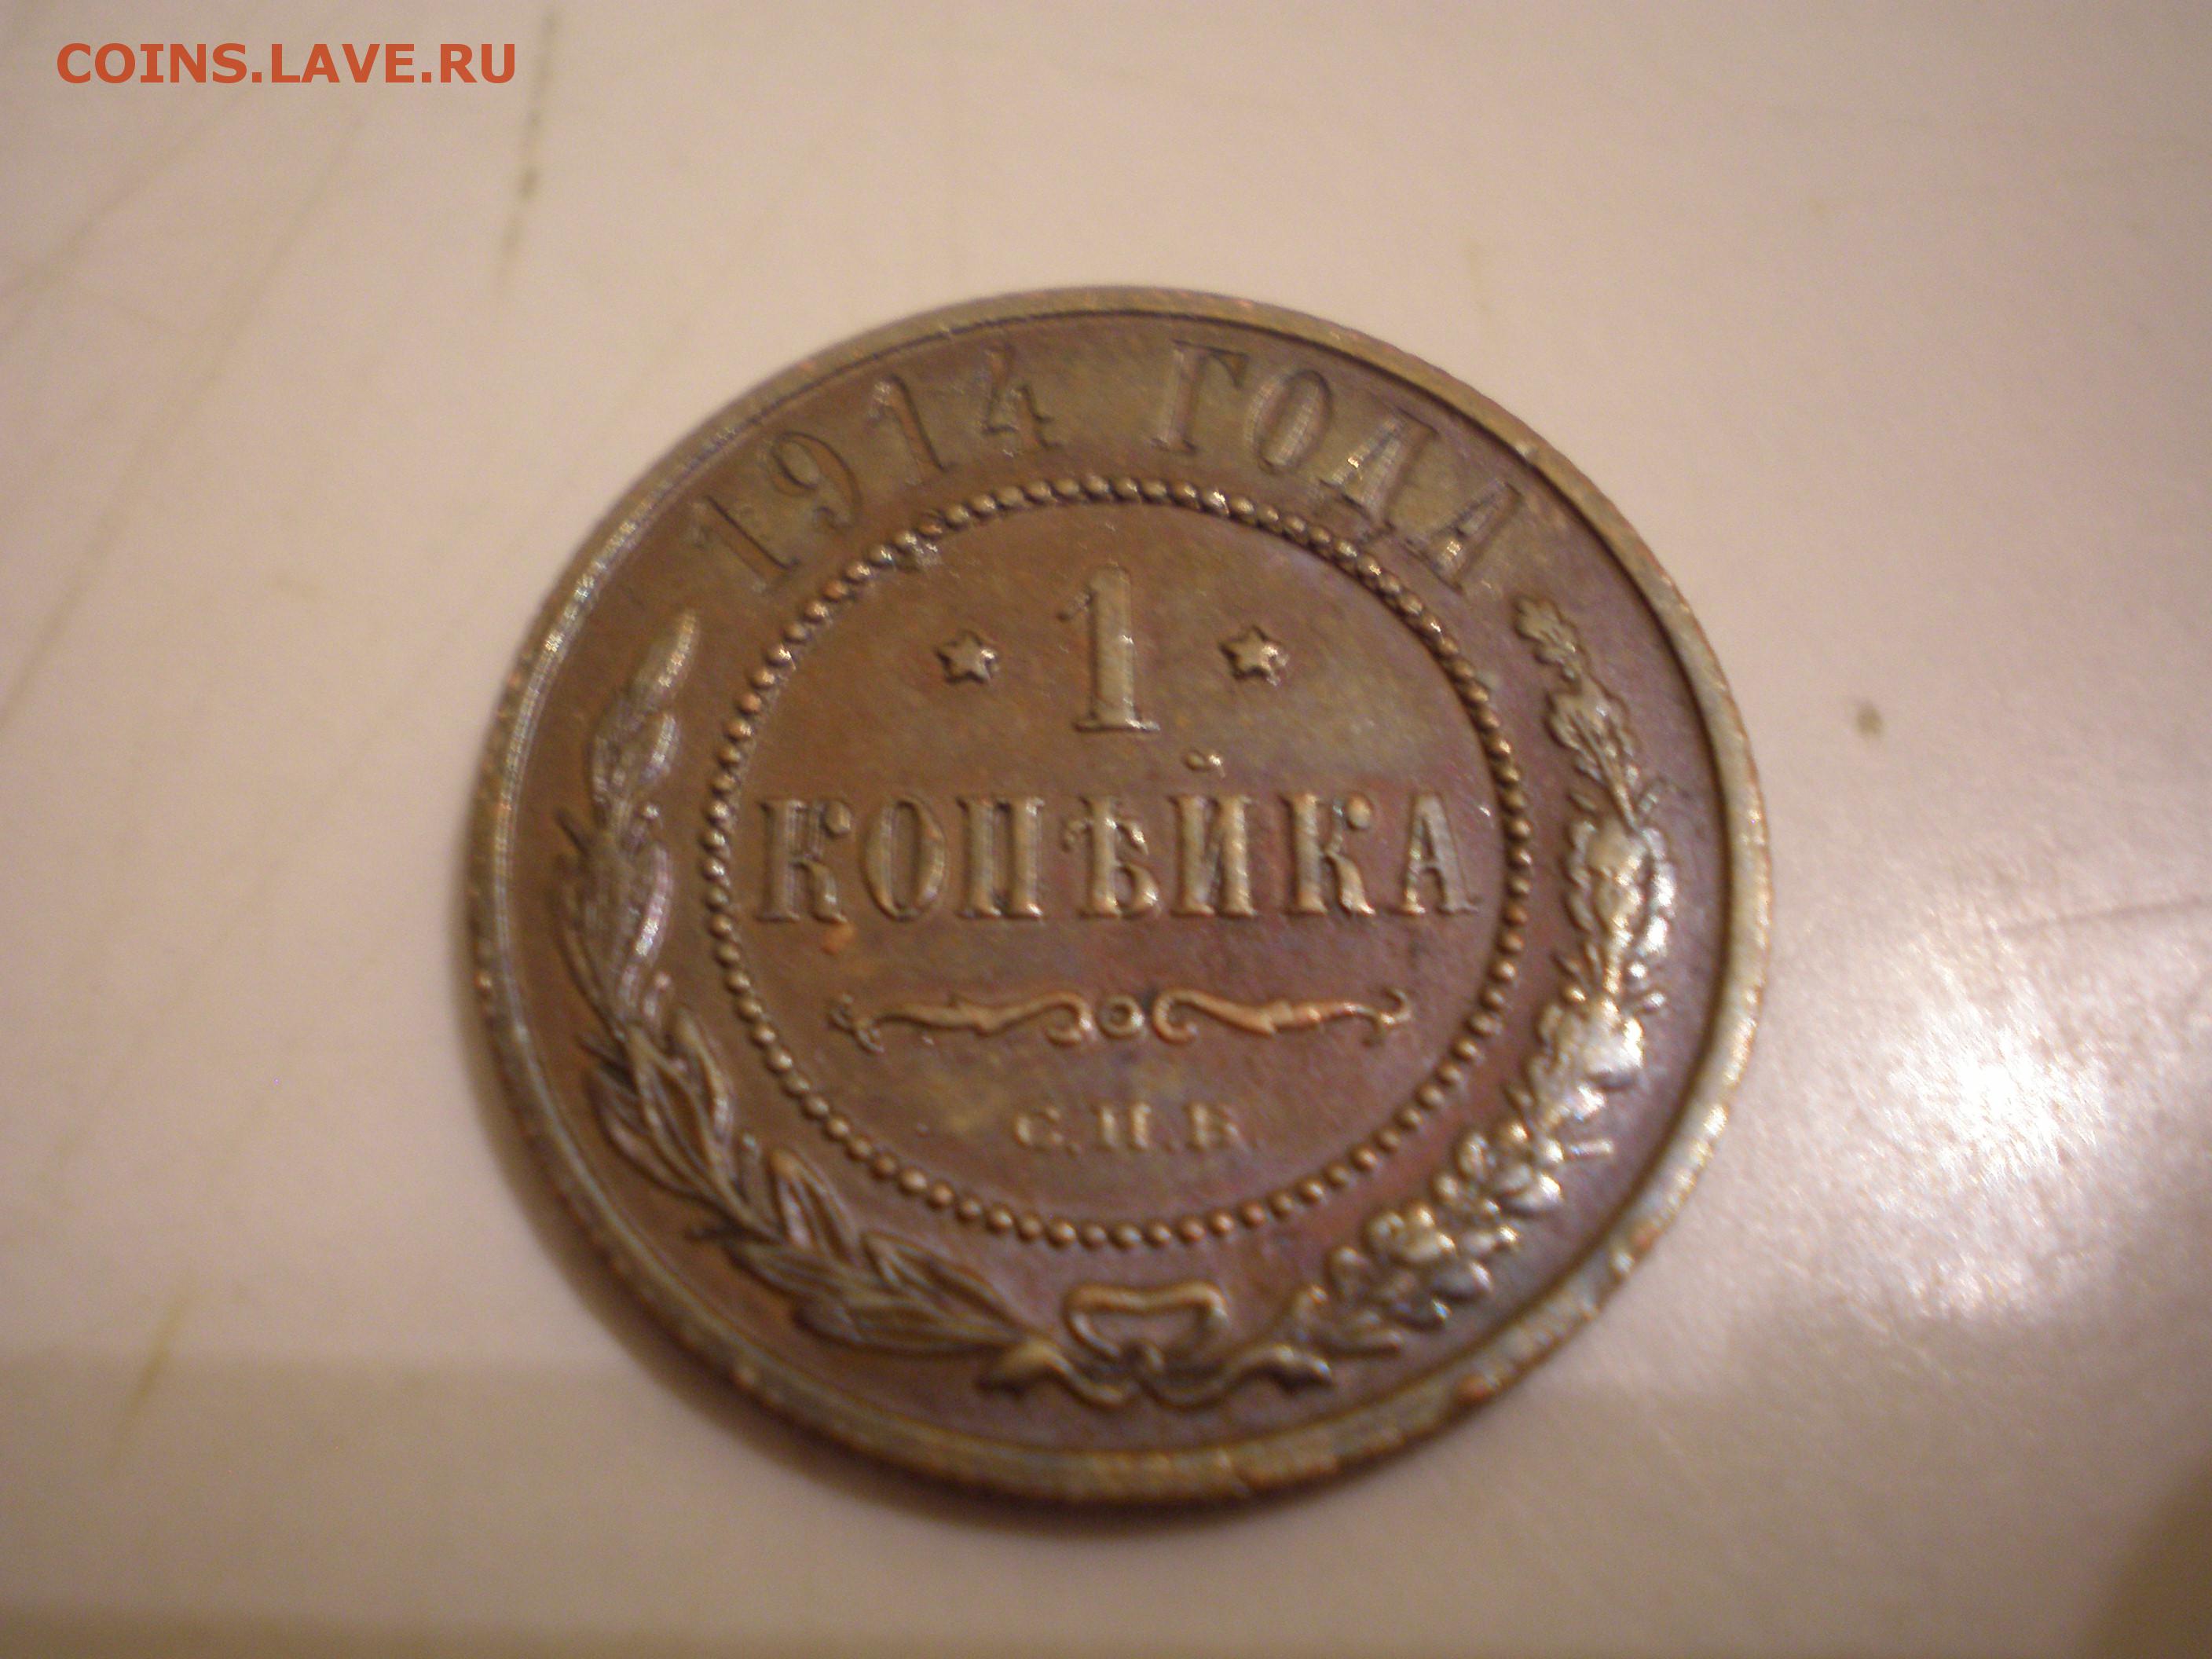 COINS.LAVE.RU
1914 ГОДА
1
КОПѢЙКА
С.П.Б.